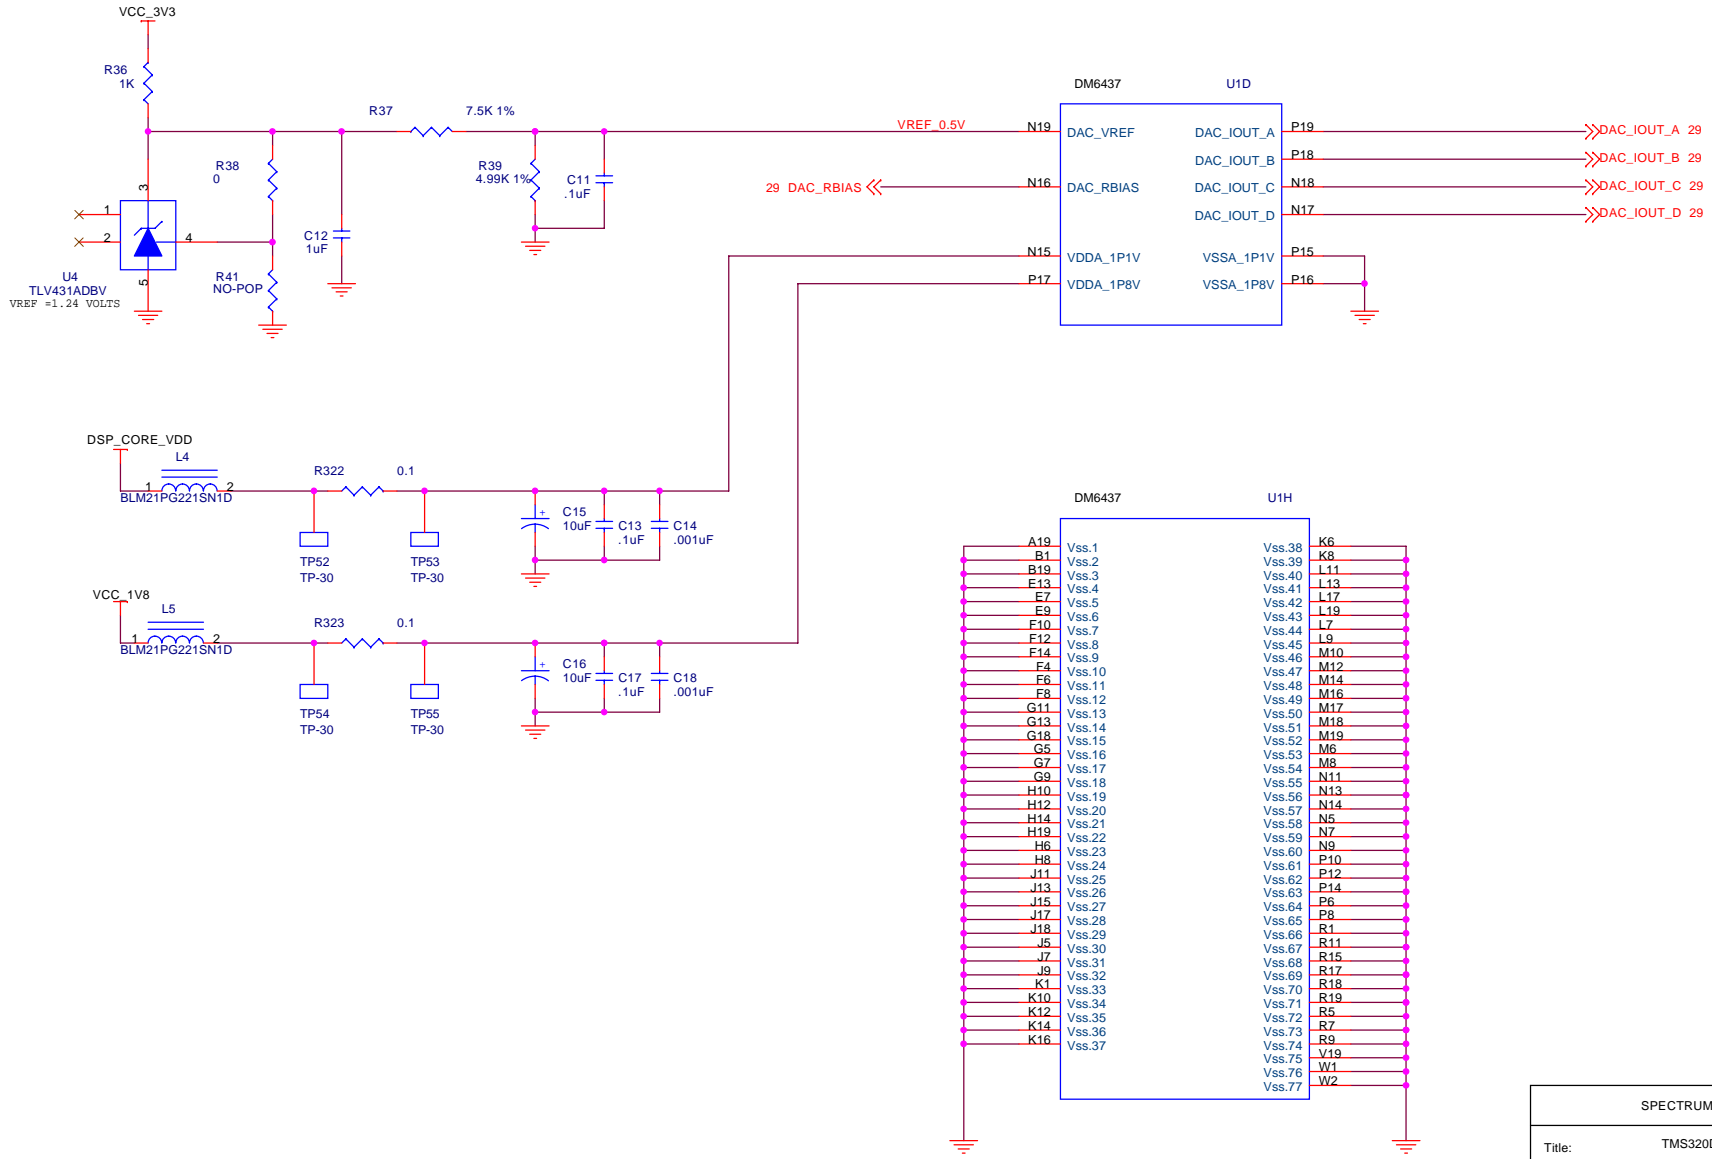 VCC_3V3
R36
1K
R37
7.5K 1%
R38
0
3
1
2
4
5
U4
TLV431ADBV
VREF =1.24 VOLTS
R41
NO-POP
C12
1uF
R39
4.99K 1%
C11
.1uF
VREF_0.5V
29 DAC_RBIAS
DM6437
U1D
N19 DAC_VREF
N16 DAC_RBIAS
N15 VDDA_1P1V
P17 VDDA_1P8V
DAC_IOUT_A P19
DAC_IOUT_B P18
DAC_IOUT_C N18
DAC_IOUT_D N17
VSSA_1P1V P15
VSSA_1P8V P16
DAC_IOUT_A 29
DAC_IOUT_B 29
DAC_IOUT_C 29
DAC_IOUT_D 29
DSP_CORE_VDD
L4
1 2
BLM21PG221SN1D
R322 0.1
TP52
TP-30
TP53
TP-30
C15
10uF
C13
.1uF
C14
.001uF
VCC_1V8
L5
1 2
BLM21PG221SN1D
R323 0.1
TP54
TP-30
TP55
TP-30
C16
10uF
C17
.1uF
C18
.001uF
DM6437
U1H
A19 Vss.1
B1 Vss.2
B19 Vss.3
E13 Vss.4
E7 Vss.5
E9 Vss.6
F10 Vss.7
F12 Vss.8
F14 Vss.9
F4 Vss.10
F6 Vss.11
F8 Vss.12
G11 Vss.13
G13 Vss.14
G18 Vss.15
G5 Vss.16
G7 Vss.17
G9 Vss.18
H10 Vss.19
H12 Vss.20
H14 Vss.21
H19 Vss.22
H6 Vss.23
H8 Vss.24
J11 Vss.25
J13 Vss.26
J15 Vss.27
J17 Vss.28
J18 Vss.29
J5 Vss.30
J7 Vss.31
J9 Vss.32
K1 Vss.33
K10 Vss.34
K12 Vss.35
K14 Vss.36
K16 Vss.37
Vss.38 K6
Vss.39 K8
Vss.40 L11
Vss.41 L13
Vss.42 L17
Vss.43 L19
Vss.44 L7
Vss.45 L9
Vss.46 M10
Vss.47 M12
Vss.48 M14
Vss.49 M16
Vss.50 M17
Vss.51 M18
Vss.52 M19
Vss.53 M6
Vss.54 M8
Vss.55 N11
Vss.56 N13
Vss.57 N14
Vss.58 N5
Vss.59 N7
Vss.60 N9
Vss.61 P10
Vss.62 P12
Vss.63 P14
Vss.64 P6
Vss.65 P8
Vss.66 R1
Vss.67 R11
Vss.68 R15
Vss.69 R17
Vss.70 R18
Vss.71 R19
Vss.72 R5
Vss.73 R7
Vss.74 R9
Vss.75 V19
Vss.76 W1
Vss.77 W2
SPECTRUM
Title: TMS320D